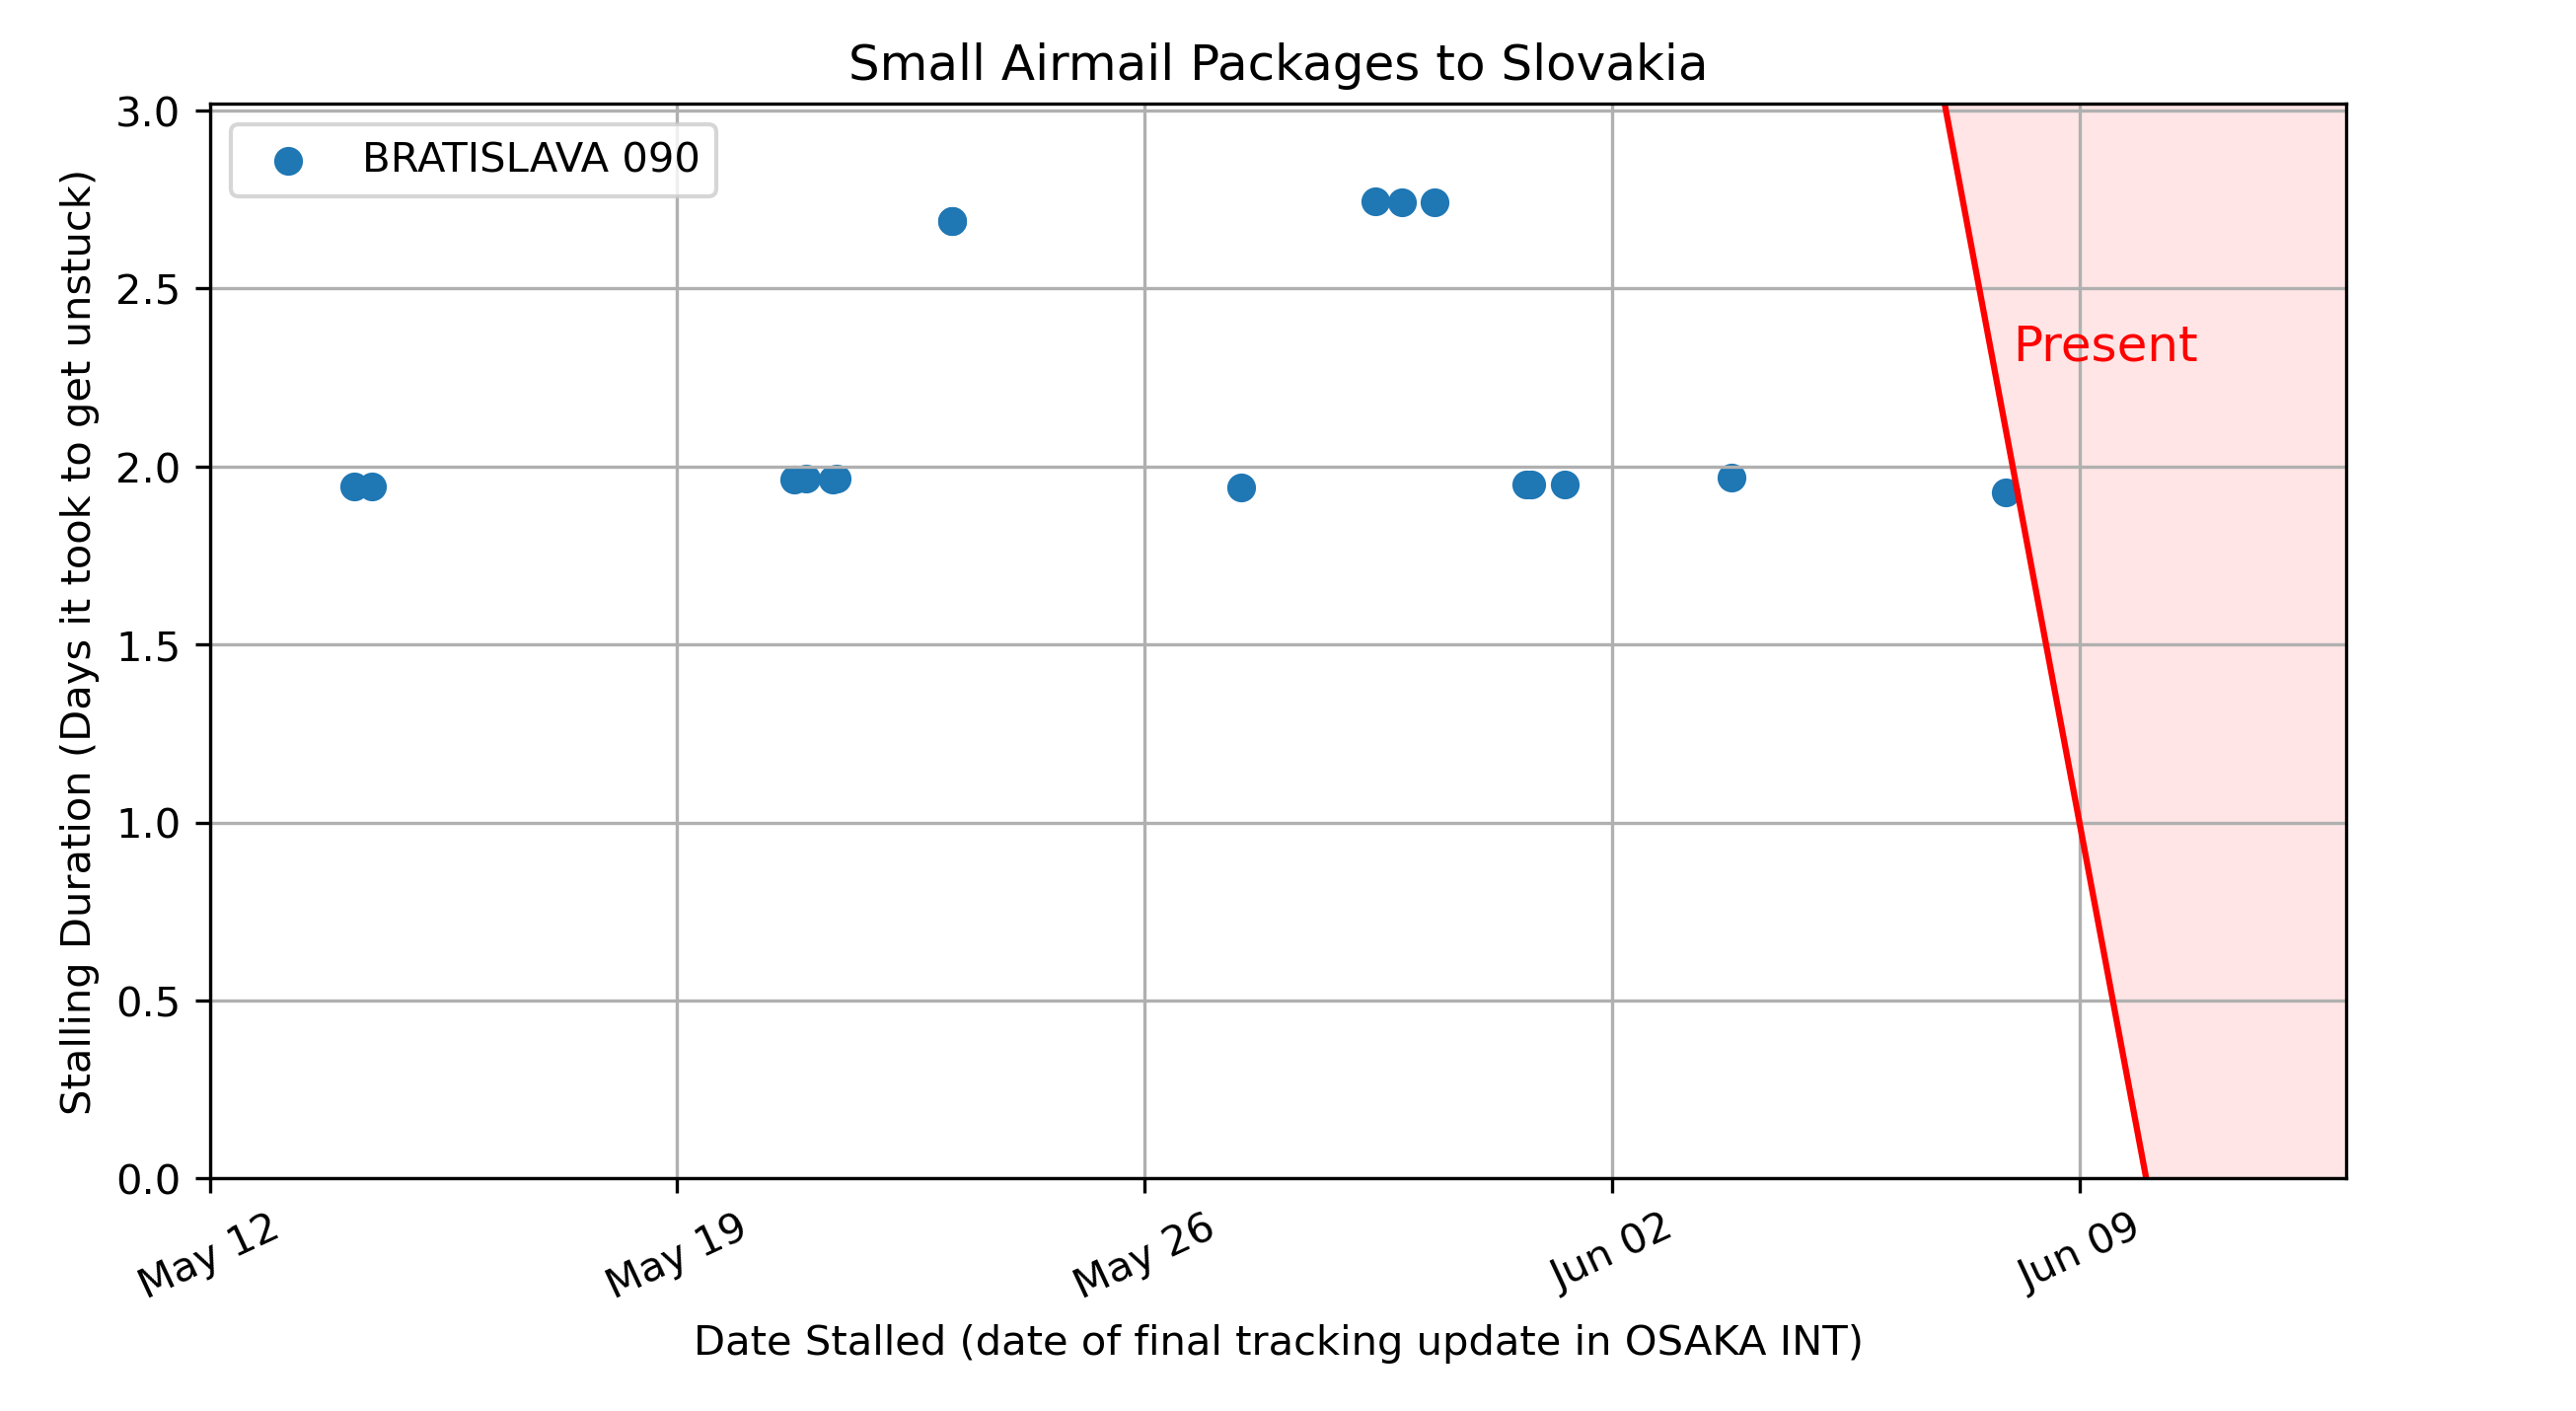 Small Airmail Packages to Slovakia
BRATISLAVA 090
Present
Stalling Duration (Days it took to get unstuck)
3.0
2.5
2.0
1.5
1.0
0.5
0.0
May 12
May 19
May 26
Jun 02
Jun 09
Date Stalled (date of final tracking update in OSAKA INT)